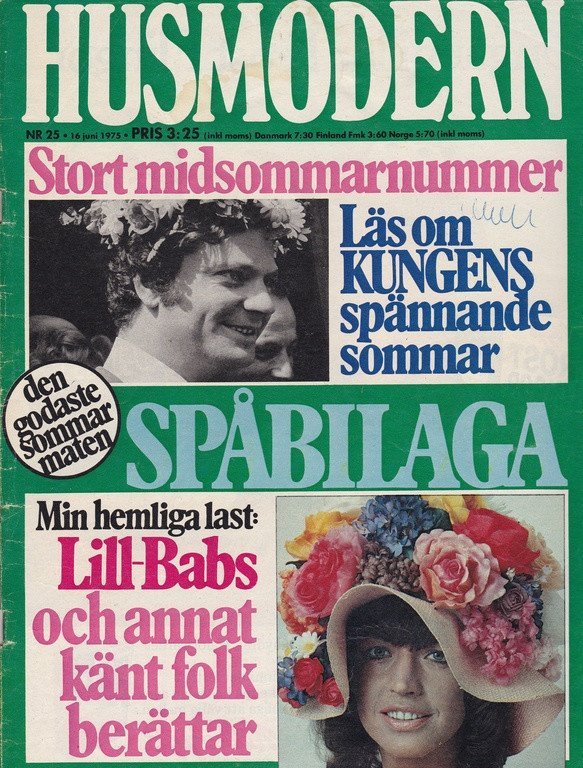 HUSMODERN
NR 25 • 16 juni 1975 • PRIS 3:25 (inkl moms) Danmark 7:30 Finland Fmk 3:60 Norge 5:70 (inkl moms)
Stort midsommarnummer
Läs om
KUNGENS
spännande
sommar
den
godaste
sommar
maten
SPÅBILAGA
Min hemliga last:
Lill-Babs
och annat
känt folk
berättar